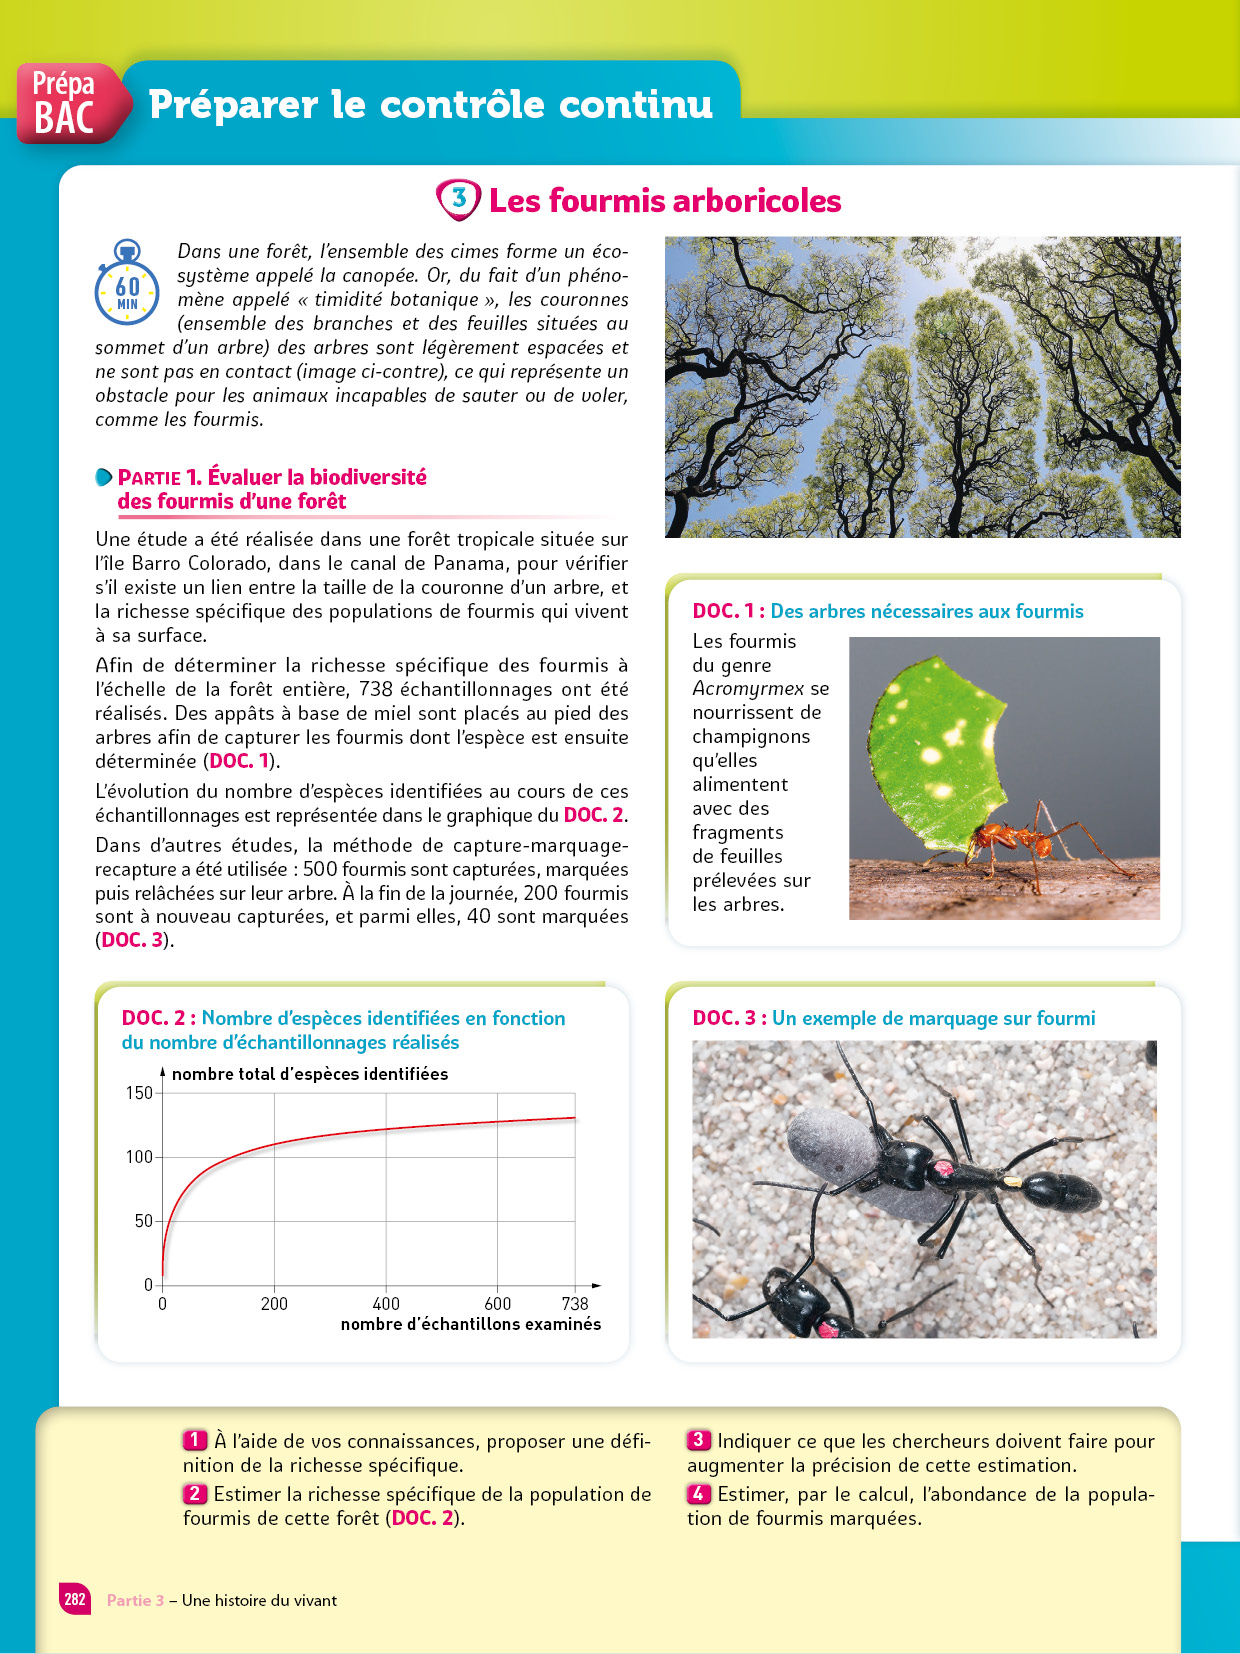 Prépa
BAC
Préparer le contrôle continu
3 Les fourmis arboricoles
60
MIN
Dans une forêt, l’ensemble des cimes forme un éco-
système appelé la canopée. Or, du fait d’un phéno-
mène appelé « timidité botanique », les couronnes
(ensemble des branches et des feuilles situées au
sommet d’un arbre) des arbres sont légèrement espacées et
ne sont pas en contact (image ci-contre), ce qui représente un
obstacle pour les animaux incapables de sauter ou de voler,
comme les fourmis.
PARTIE 1. Évaluer la biodiversité
des fourmis d’une forêt
Une étude a été réalisée dans une forêt tropicale située sur
l’île Barro Colorado, dans le canal de Panama, pour vérifier
s’il existe un lien entre la taille de la couronne d’un arbre, et
la richesse spécifique des populations de fourmis qui vivent
à sa surface.
Afin de déterminer la richesse spécifique des fourmis à
l’échelle de la forêt entière, 738 échantillonnages ont été
réalisés. Des appâts à base de miel sont placés au pied des
arbres afin de capturer les fourmis dont l’espèce est ensuite
déterminée (DOC. 1).
L’évolution du nombre d’espèces identifiées au cours de ces
échantillonnages est représentée dans le graphique du DOC. 2.
Dans d’autres études, la méthode de capture-marquage-
recapture a été utilisée : 500 fourmis sont capturées, marquées
puis relâchées sur leur arbre. À la fin de la journée, 200 fourmis
sont à nouveau capturées, et parmi elles, 40 sont marquées
(DOC. 3).
DOC. 1 : Des arbres nécessaires aux fourmis
Les fourmis
du genre
Acromyrmex se
nourrissent de
champignons
qu’elles
alimentent
avec des
fragments
de feuilles
prélevées sur
les arbres.
DOC. 2 : Nombre d’espèces identifiées en fonction
du nombre d’échantillonnages réalisés
nombre total d’espèces identifiées
150
100
50
0
0 200 400 600 738
nombre d’échantillons examinés
DOC. 3 : Un exemple de marquage sur fourmi
1 À l’aide de vos connaissances, proposer une défi-
nition de la richesse spécifique.
2 Estimer la richesse spécifique de la population de
fourmis de cette forêt (DOC. 2).
3 Indiquer ce que les chercheurs doivent faire pour
augmenter la précision de cette estimation.
4 Estimer, par le calcul, l’abondance de la popula-
tion de fourmis marquées.
282 Partie 3 – Une histoire du vivant